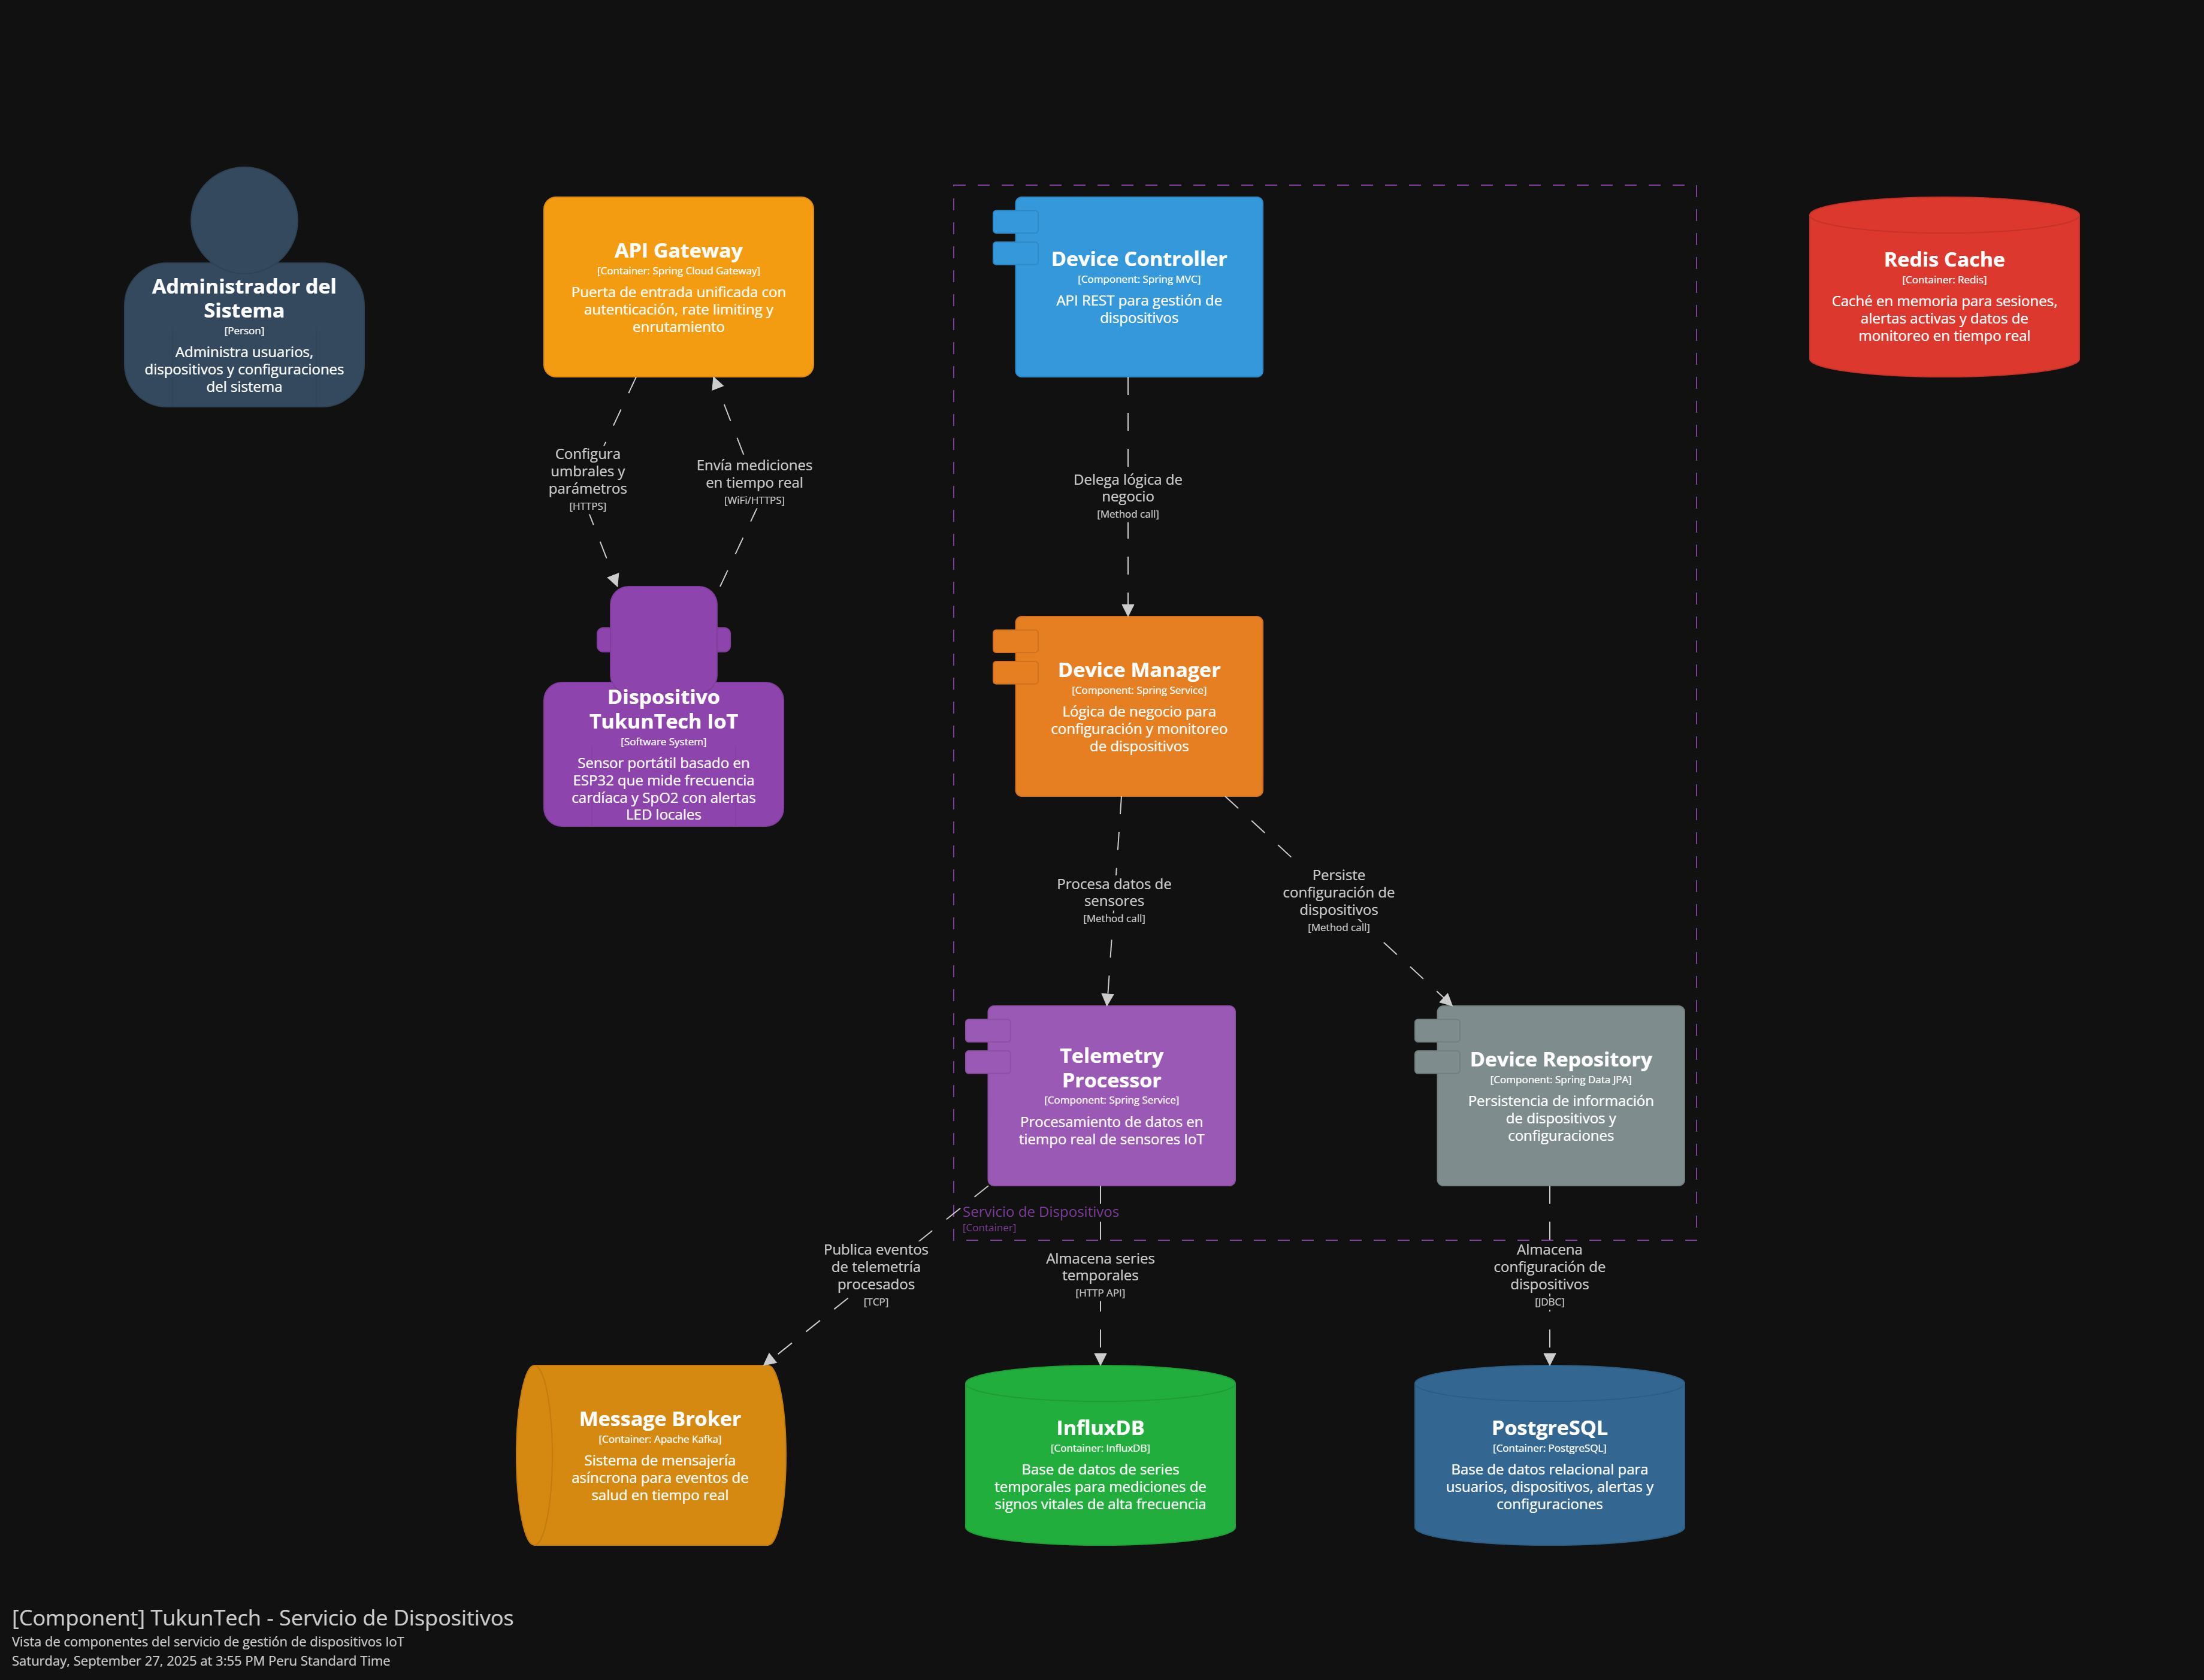 Administrador del
Sistema
[Person]
Administra usuarios,
dispositivos y configuraciones
del sistema
API Gateway
[Container: Spring Cloud Gateway]
Puerta de entrada unificada con
autenticación, rate limiting y
enrutamiento
Device Controller
[Component: Spring MVC]
API REST para gestión de
dispositivos
Redis Cache
[Container: Redis]
Caché en memoria para sesiones,
alertas activas y datos de
monitoreo en tiempo real
Configura
umbrales y
parámetros
[HTTPS]
Envía mediciones
en tiempo real
[WiFi/HTTPS]
Delega lógica de
negocio
[Method call]
Dispositivo
TukunTech IoT
[Software System]
Sensor portátil basado en
ESP32 que mide frecuencia
cardíaca y SpO2 con alertas
LED locales
Device Manager
[Component: Spring Service]
Lógica de negocio para
configuración y monitoreo
de dispositivos
Procesa datos de
sensores
[Method call]
Persiste
configuración de
dispositivos
[Method call]
Telemetry
Processor
[Component: Spring Service]
Procesamiento de datos en
tiempo real de sensores IoT
Device Repository
[Component: Spring Data JPA]
Persistencia de información
de dispositivos y
configuraciones
Servicio de Dispositivos
[Container]
Publica eventos
de telemetría
procesados
[TCP]
Almacena series
temporales
[HTTP API]
Almacena
configuración de
dispositivos
[JDBC]
Message Broker
[Container: Apache Kafka]
Sistema de mensajería
asíncrona para eventos de
salud en tiempo real
InfluxDB
[Container: InfluxDB]
Base de datos de series
temporales para mediciones de
signos vitales de alta frecuencia
PostgreSQL
[Container: PostgreSQL]
Base de datos relacional para
usuarios, dispositivos, alertas y
configuraciones
[Component] TukunTech - Servicio de Dispositivos
Vista de componentes del servicio de gestión de dispositivos IoT
Saturday, September 27, 2025 at 3:55 PM Peru Standard Time